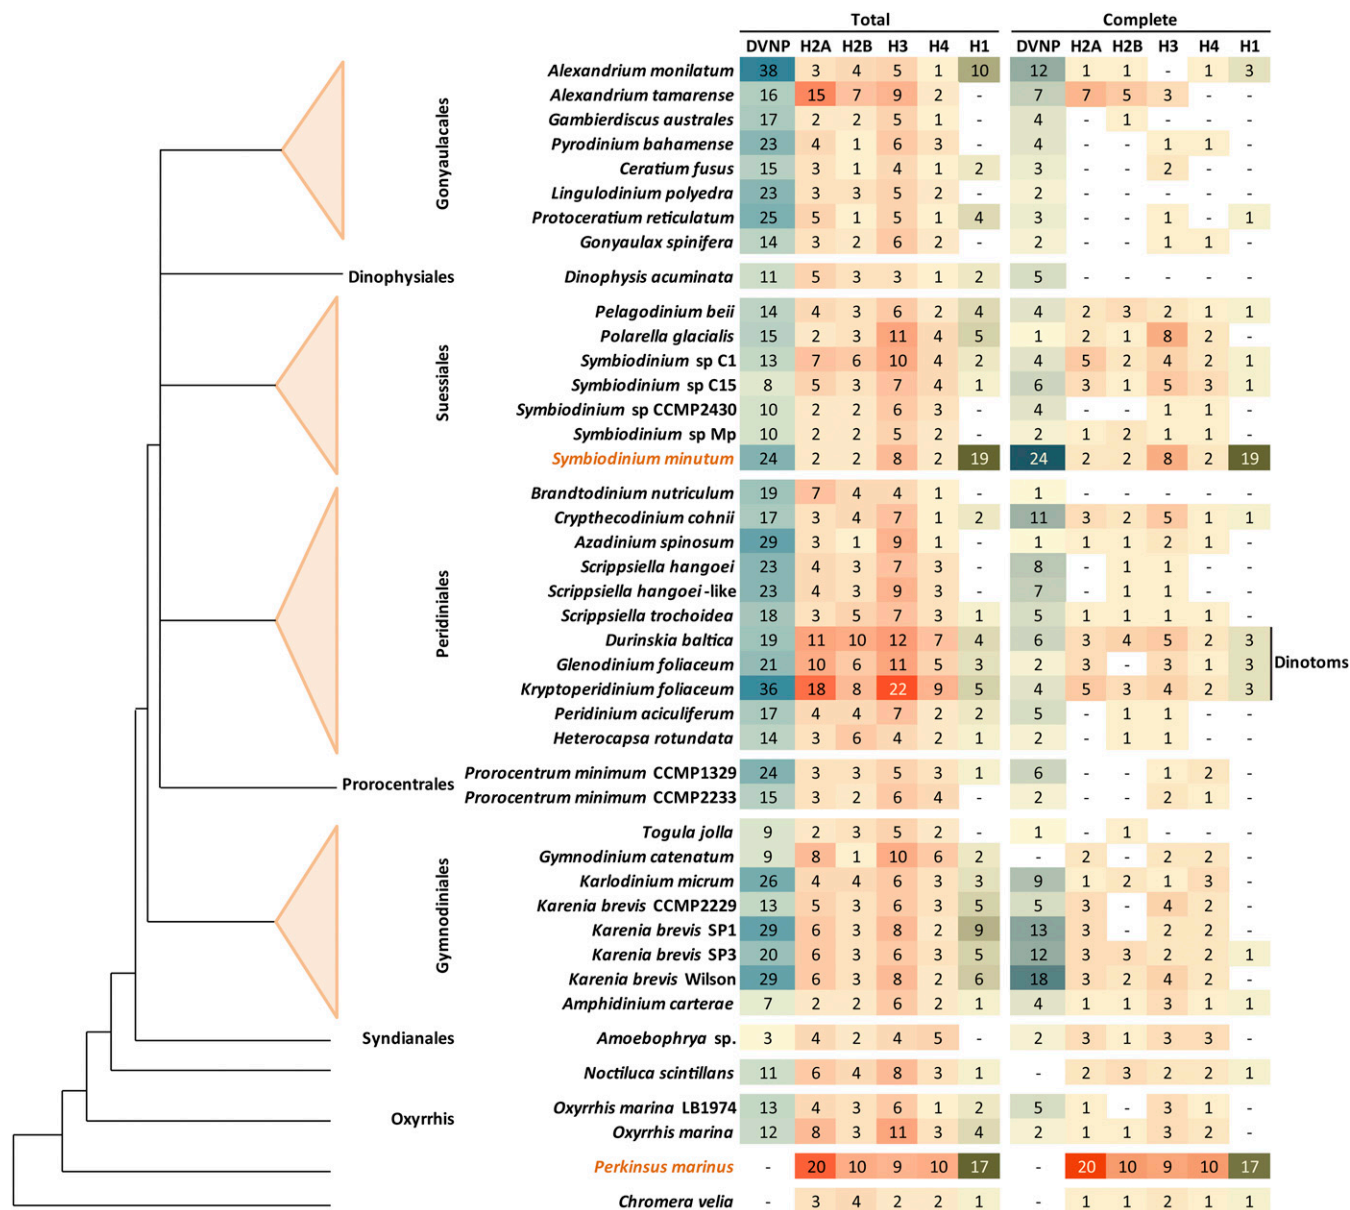 Total Complete
DVNP H2A H2B H3 H4 H1 DVNP H2A H2B H3 H4 H1
Gonyaulacales
Alexandrium monilatum 38 3 4 5 1 10 12 1 1 - 1 3
Alexandrium tamarense 16 15 7 9 2 - 7 7 5 3 - -
Gambierdiscus australes 17 2 2 5 1 - 4 - 1 - - -
Pyrodinium bahamense 23 4 1 6 3 - 4 - - 1 1 -
Ceratium fusus 15 3 1 4 1 2 3 - - 2 - -
Lingulodinium polyedra 23 3 3 5 2 - 2 - - - - -
Protoceratium reticulatum 25 5 1 5 1 4 3 - - 1 - 1
Gonyaulax spinifera 14 3 2 6 2 - 2 - - 1 1 -
Dinophysiales Dinophysis acuminata 11 5 3 3 1 2 5 - - - - -
Suessiales
Pelagodinium beii 14 4 3 6 2 4 4 2 3 2 1 1
Polarella glacialis 15 2 3 11 4 5 1 2 1 8 2 -
Symbiodinium sp C1 13 7 6 10 4 2 4 5 2 4 2 1
Symbiodinium sp C15 8 5 3 7 4 1 6 3 1 5 3 1
Symbiodinium sp CCMP2430 10 2 2 6 3 - 4 - - 1 1 -
Symbiodinium sp Mp 10 2 2 5 2 - 2 1 2 1 1 -
Symbiodinium minutum 24 2 2 8 2 19 24 2 2 8 2 19
Peridiniales
Brandtodinium nutriculum 19 7 4 4 1 - 1 - - - - -
Crypthecodinium cohnii 17 3 4 7 1 2 11 3 2 5 1 1
Azadinium spinosum 29 3 1 9 1 - 1 1 1 2 1 -
Scrippsiella hangoei 23 4 3 7 3 - 8 - 1 1 - -
Scrippsiella hangoei-like 23 4 3 9 3 - 7 - 1 1 - -
Scrippsiella trochoidea 18 3 5 7 3 1 5 1 1 1 1 -
Durinskia baltica 19 11 10 12 7 4 6 3 4 5 2 3
Glenodinium foliaceum 21 10 6 11 5 3 2 3 - 3 1 3 Dinotoms
Kryptoperidinium foliaceum 36 18 8 22 9 5 4 5 3 4 2 3
Peridinium aciculiferum 17 4 4 7 2 2 5 - 1 1 - -
Heterocapsa rotundata 14 3 6 4 2 1 2 - 1 1 - -
Prorocentrales Prorocentrum minimum CCMP1329 24 3 3 5 3 1 6 - - 1 2 -
Prorocentrum minimum CCMP2233 15 3 2 6 4 - 2 - - 2 1 -
Gymnodiniales
Togula jolla 9 2 3 5 2 - 1 - 1 - - -
Gymnodinium catenatum 9 8 1 10 6 2 - 2 - 2 2 -
Karlodinium micrum 26 4 4 6 3 3 9 1 2 1 3 -
Karenia brevis CCMP2229 13 5 3 6 3 5 5 3 - 4 2 -
Karenia brevis SP1 29 6 3 8 2 9 13 3 - 2 2 -
Karenia brevis SP3 20 6 3 6 3 5 12 3 3 2 2 1
Karenia brevis Wilson 29 6 3 8 2 6 18 3 2 4 2 -
Amphidinium carterae 7 2 2 6 2 1 4 1 1 3 1 1
Syndianales Amoebophrya sp. 3 4 2 4 5 - 2 3 1 3 3 -
Noctiluca scintillans 11 6 4 8 3 1 - 2 3 2 2 1
Oxyrrhis Oxyrrhis marina LB1974 13 4 3 6 1 2 5 1 - 3 1 -
Oxyrrhis marina 12 8 3 11 3 4 2 1 1 3 2 -
Perkinsus marinus - 20 10 9 10 17 - 20 10 9 10 17
Chromera velia - 3 4 2 2 1 - 1 1 2 1 1